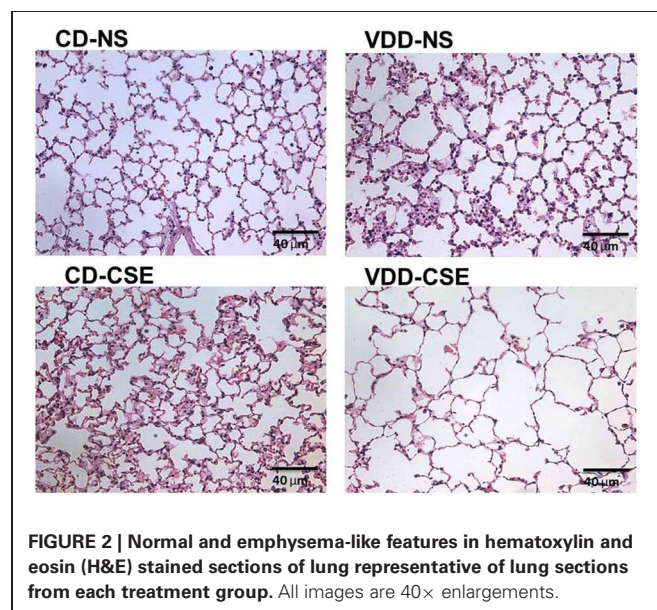 CD-NS
VDD-NS
40 µm
40 µm
CD-CSE
VDD-CSE
40 µm
40 µm
FIGURE 2 | Normal and emphysema-like features in hematoxylin and
eosin (H&E) stained sections of lung representative of lung sections
from each treatment group. All images are 40× enlargements.